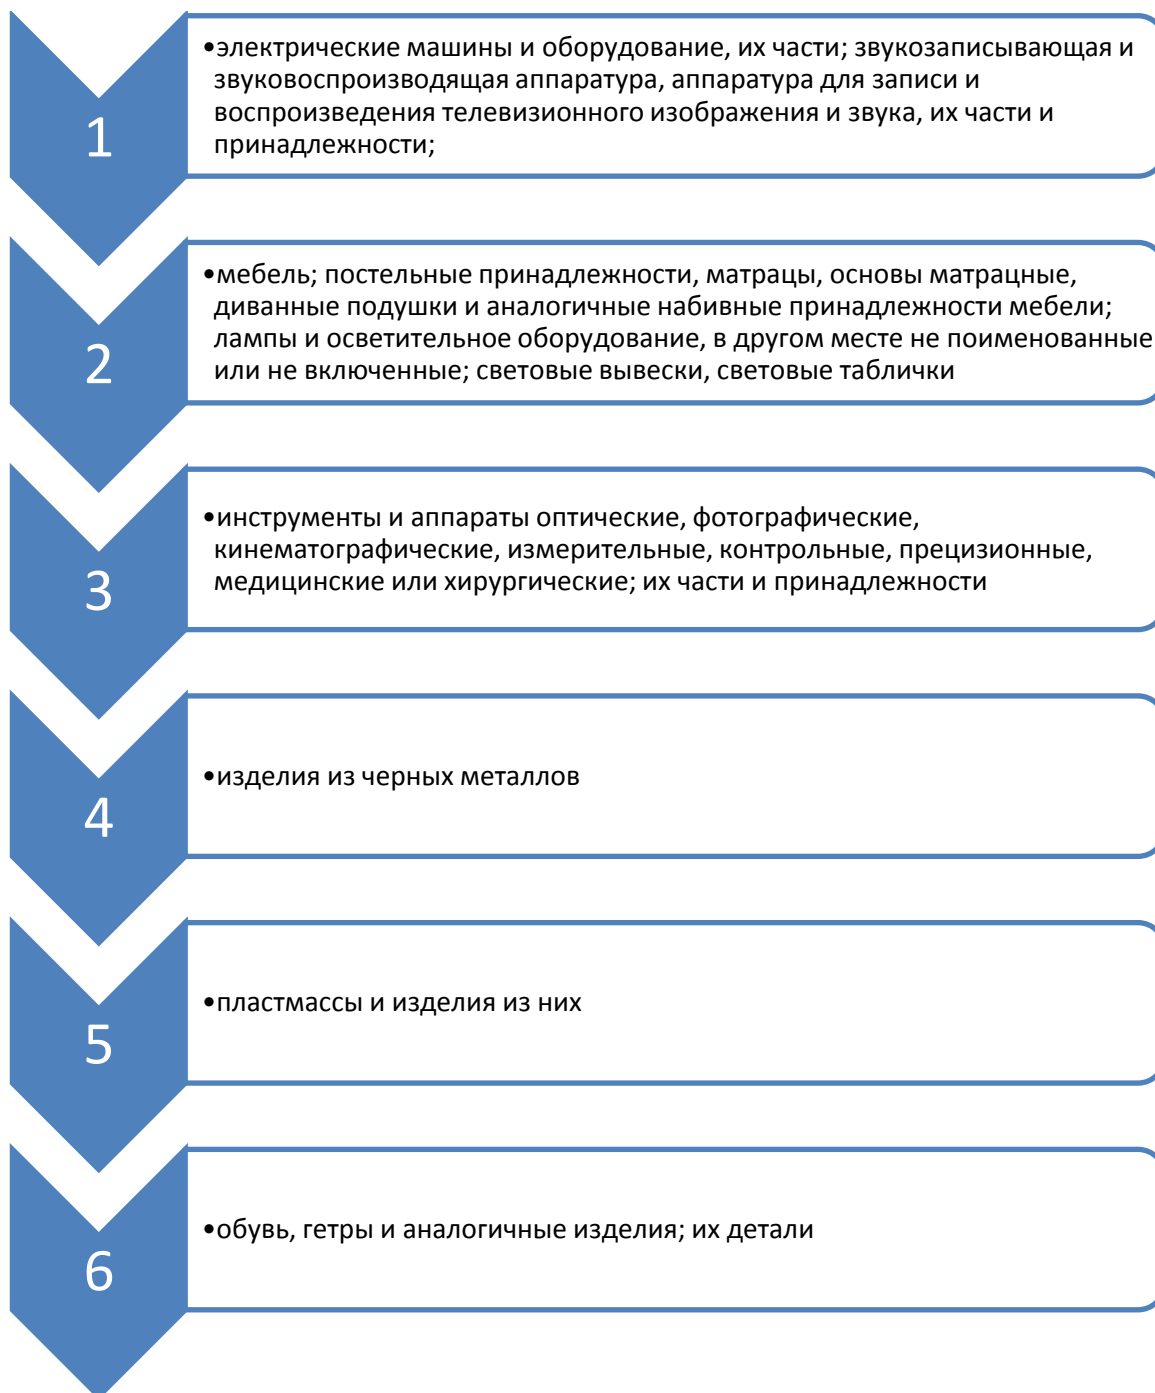 •электрические машины и оборудование, их части; звукозаписывающая и
звуковоспроизводящая аппаратура, аппаратура для записи и
воспроизведения телевизионного изображения и звука, их части и
принадлежности;
1
•мебель; постельные принадлежности, матрацы, основы матрацные,
диванные подушки и аналогичные набивные принадлежности мебели;
лампы и осветительное оборудование, в другом месте не поименованные
или не включенные; световые вывески, световые таблички
2
•инструменты и аппараты оптические, фотографические,
кинематографические, измерительные, контрольные, прецизионные,
медицинские или хирургические; их части и принадлежности
3
•изделия из черных металлов
4
•пластмассы и изделия из них
5
•обувь, гетры и аналогичные изделия; их детали
6